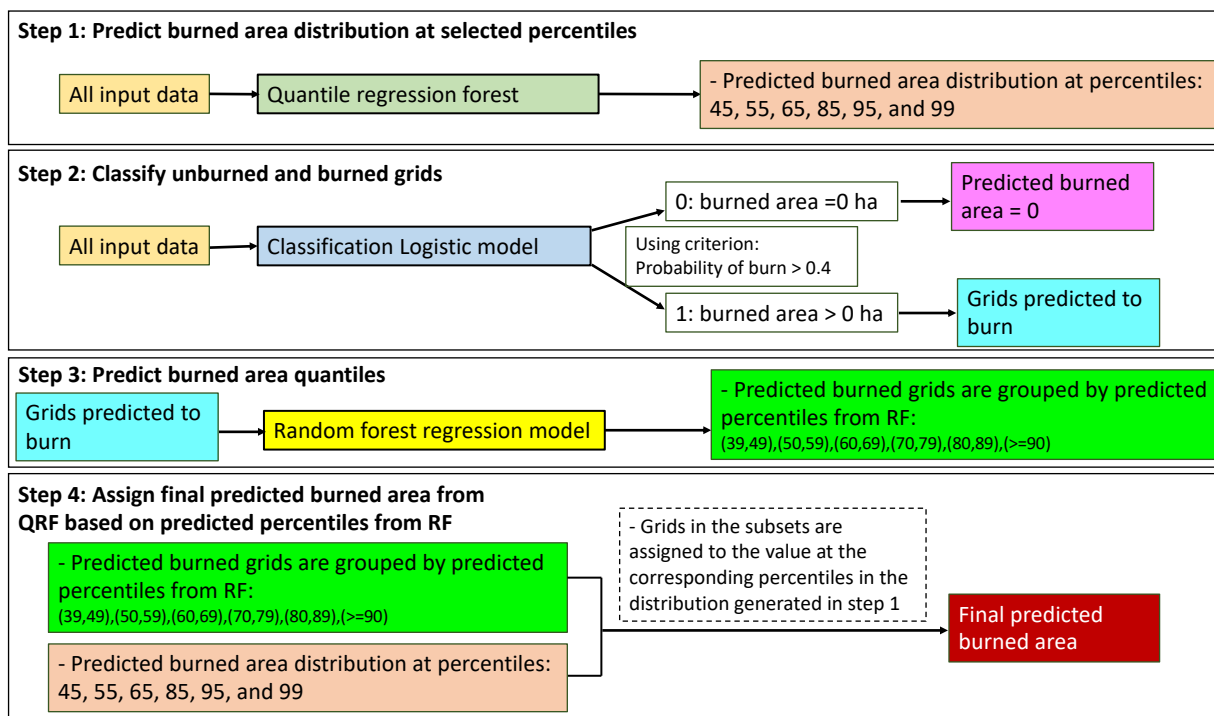 Step 1: Predict burned area distribution at selected percentiles
All input data
Quantile regression forest
- Predicted burned area distribution at percentiles:
45, 55, 65, 85, 95, and 99
Step 2: Classify unburned and burned grids
All input data
Classification Logistic model
0: burned area =0 ha
Using criterion:
Probability of burn > 0.4
1: burned area > 0 ha
Predicted burned
area = 0
Grids predicted to
burn
Step 3: Predict burned area quantiles
Grids predicted to
burn
Random forest regression model
- Predicted burned grids are grouped by predicted
percentiles from RF:
(39,49),(50,59),(60,69),(70,79),(80,89),(>=90)
Step 4: Assign final predicted burned area from
QRF based on predicted percentiles from RF
- Predicted burned grids are grouped by predicted
percentiles from RF:
(39,49),(50,59),(60,69),(70,79),(80,89),(>=90)
- Predicted burned area distribution at percentiles:
45, 55, 65, 85, 95, and 99
- Grids in the subsets are
assigned to the value at the
corresponding percentiles in the
distribution generated in step 1
Final predicted
burned area